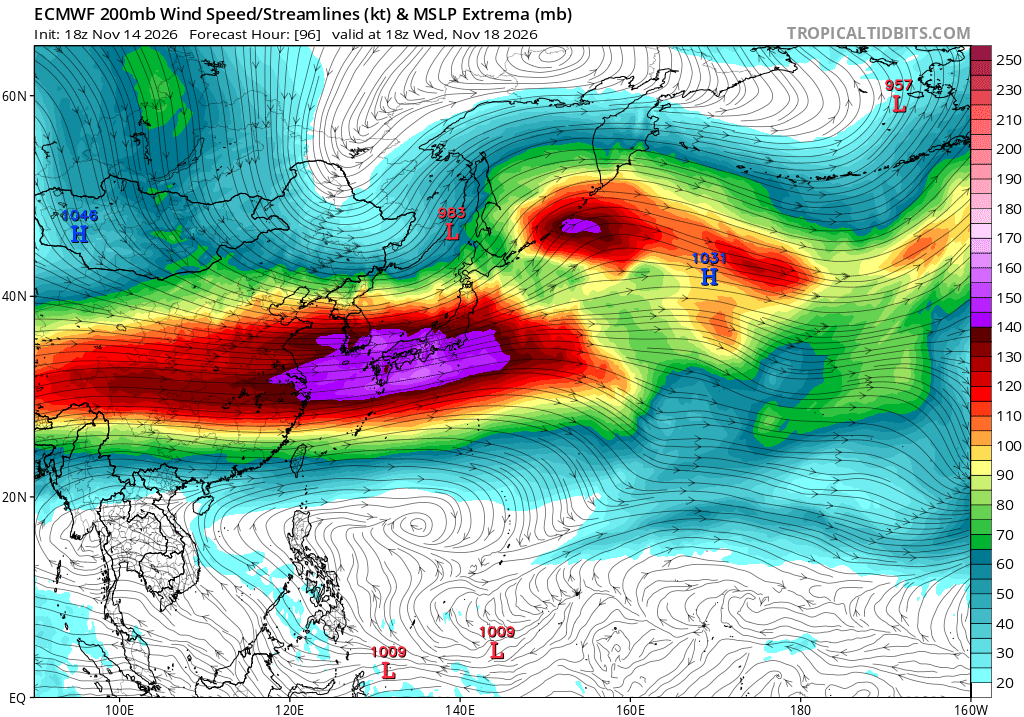 ECMWF 200mb Wind Speed/Streamlines (kt) & MSLP Extrema (mb)
Init: 18z Nov 14 2026 Forecast Hour: [96] valid at 18z Wed, Nov 18 2026
TROPICALTIDBITS.COM
957
L
1046
H
983
L
1031
H
1009
L
1009
L
60N
40N
20N
EQ
100E
120E
140E
160E
180
160W
250
230
210
200
190
180
170
160
150
140
130
120
110
100
90
80
70
60
50
40
30
20